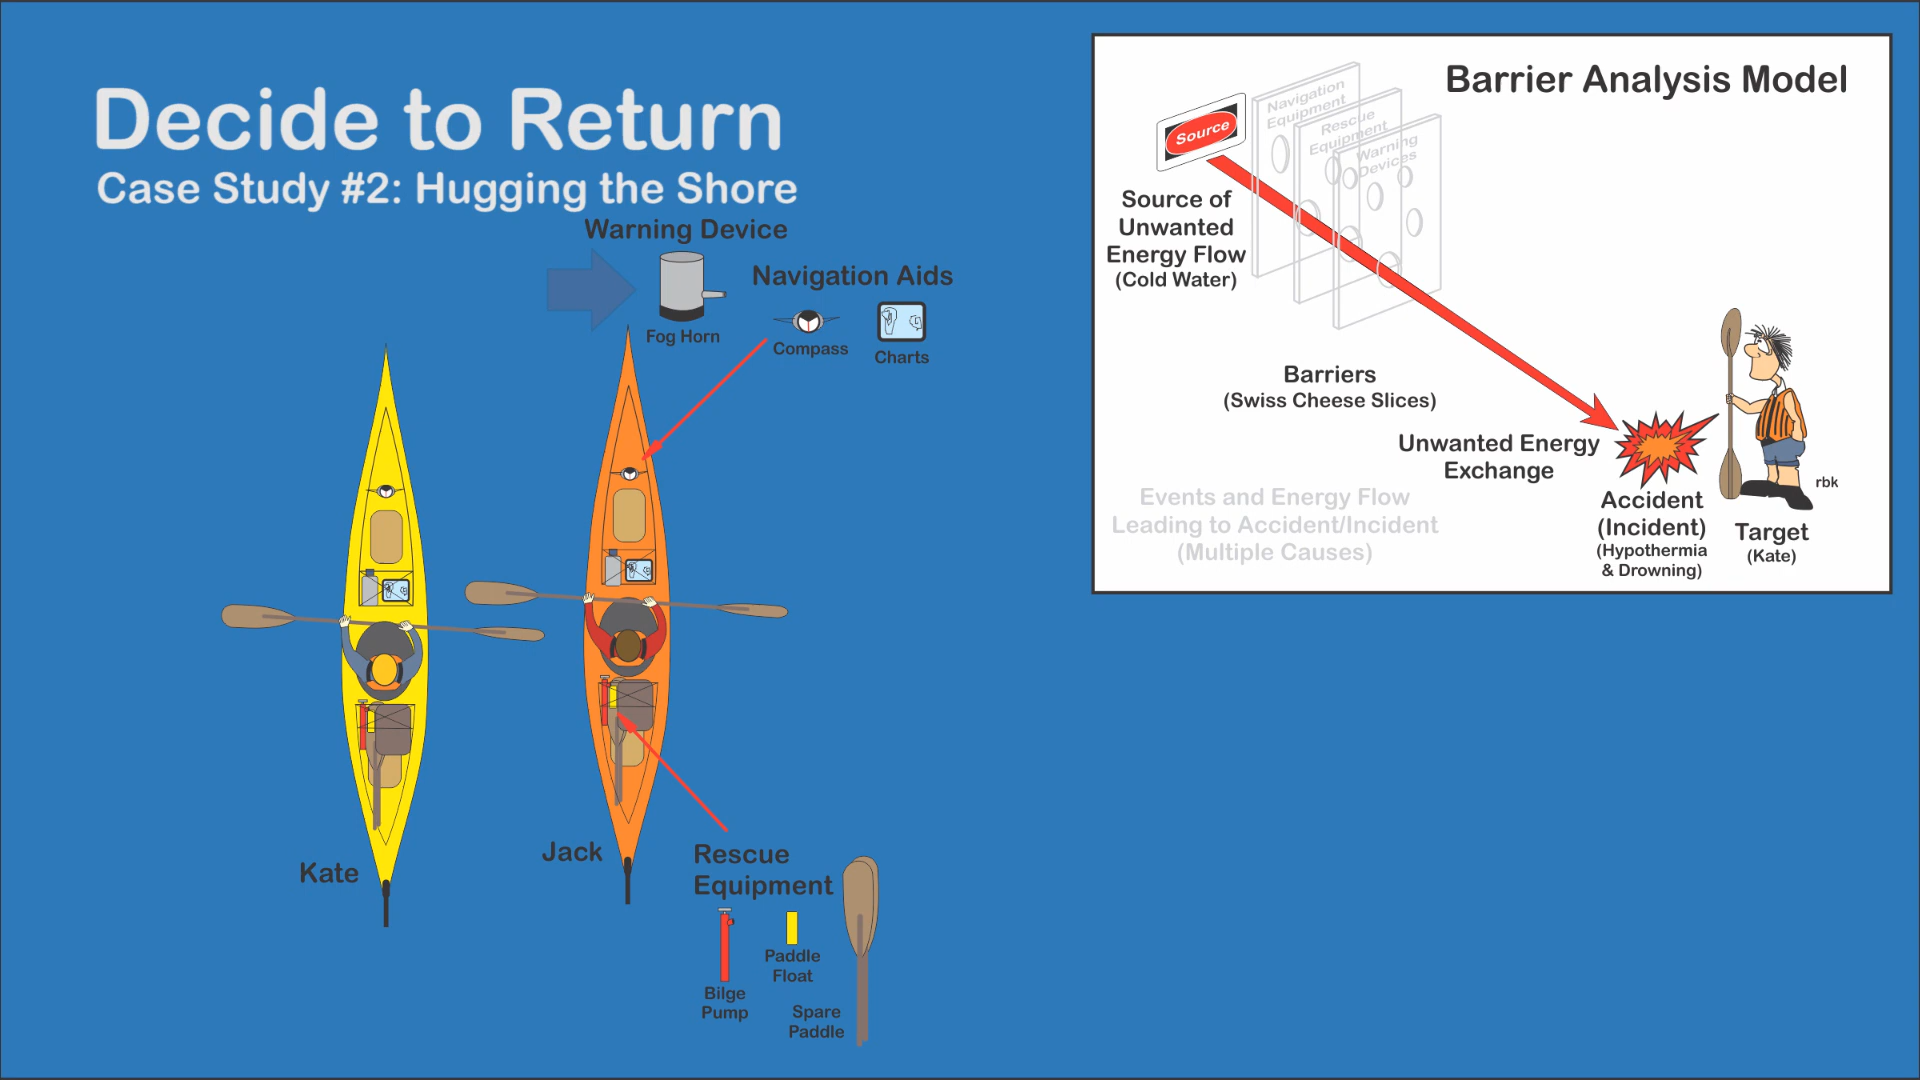 Decide to Return
Case Study #2: Hugging the Shore
Warning Device
Fog Horn
Navigation Aids
Compass
Charts
Kate
Jack
Rescue
Equipment
Bilge
Pump
Paddle
Float
Spare
Paddle
Barrier Analysis Model
Source
Navigation
Equipment
Rescue
Equipment
Warning
Devices
Source of
Unwanted
Energy Flow
(Cold Water)
Barriers
(Swiss Cheese Slices)
Unwanted Energy
Exchange
Events and Energy Flow
Leading to Accident/Incident
(Multiple Causes)
Accident
(Incident)
(Hypothermia
& Drowning)
Target
(Kate)
rbk